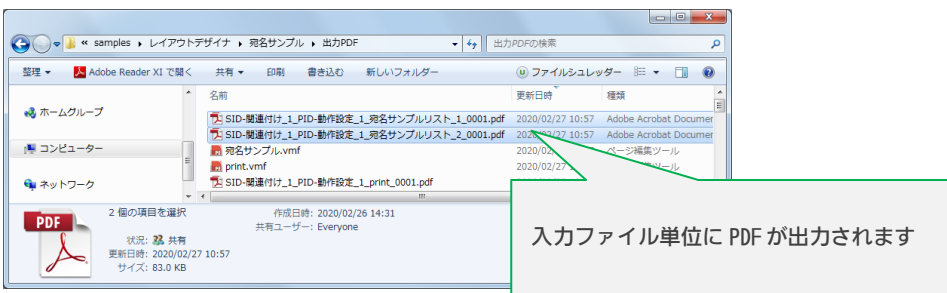 « samples ▸ レイアウトデザイナ ▸ 宛名サンプル ▸ 出力PDF
出力PDFの検索
整理 ▼ Adobe Reader XI で開く 共有 ▼ 印刷 書き込む 新しいフォルダー ファイルシュレッダー
ホームグループ
コンピューター
ネットワーク
名前 更新日時 種類
SID-関連付け_1_PID-動作設定_1_宛名サンプルリスト_1_0001.pdf 2020/02/27 10:57 Adobe Acrobat Documen
SID-関連付け_1_PID-動作設定_1_宛名サンプルリスト_2_0001.pdf 2020/02/27 10:57 Adobe Acrobat Documen
宛名サンプル.vmf 2020/02/ ページ編集ツール
print.vmf 2020/02/27 ページ編集ツール
SID-関連付け_1_PID-動作設定_1_print_0001.pdf
PDF
2 個の項目を選択
作成日時: 2020/02/26 14:31
共有ユーザー: Everyone
状況: 共有
更新日時: 2020/02/27 10:57
サイズ: 83.0 KB
入力ファイル単位に PDF が出力されます